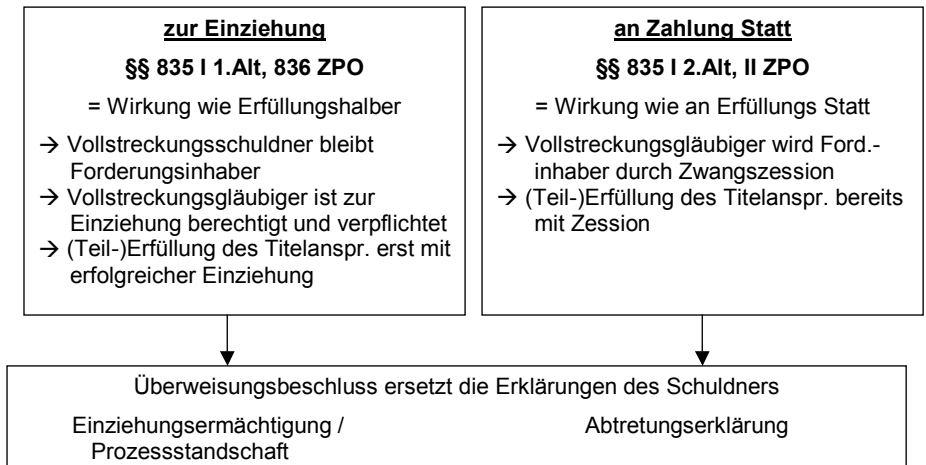 zur Einziehung
§§ 835 I 1.Alt, 836 ZPO
= Wirkung wie Erfüllungshalber
→ Vollstreckungsschuldner bleibt
Forderungsinhaber
→ Vollstreckungsgläubiger ist zur
Einziehung berechtigt und verpflichtet
→ (Teil-)Erfüllung des Titelanspr. erst mit
erfolgreicher Einziehung
an Zahlung Statt
§§ 835 I 2.Alt, II ZPO
= Wirkung wie an Erfüllungs Statt
→ Vollstreckungsgläubiger wird Ford.-
inhaber durch Zwangszession
→ (Teil-)Erfüllung des Titelanspr. bereits
mit Zession
Überweisungsbeschluss ersetzt die Erklärungen des Schuldners
Einziehungsermächtigung /
Prozessstandschaft
Abtretungserklärung